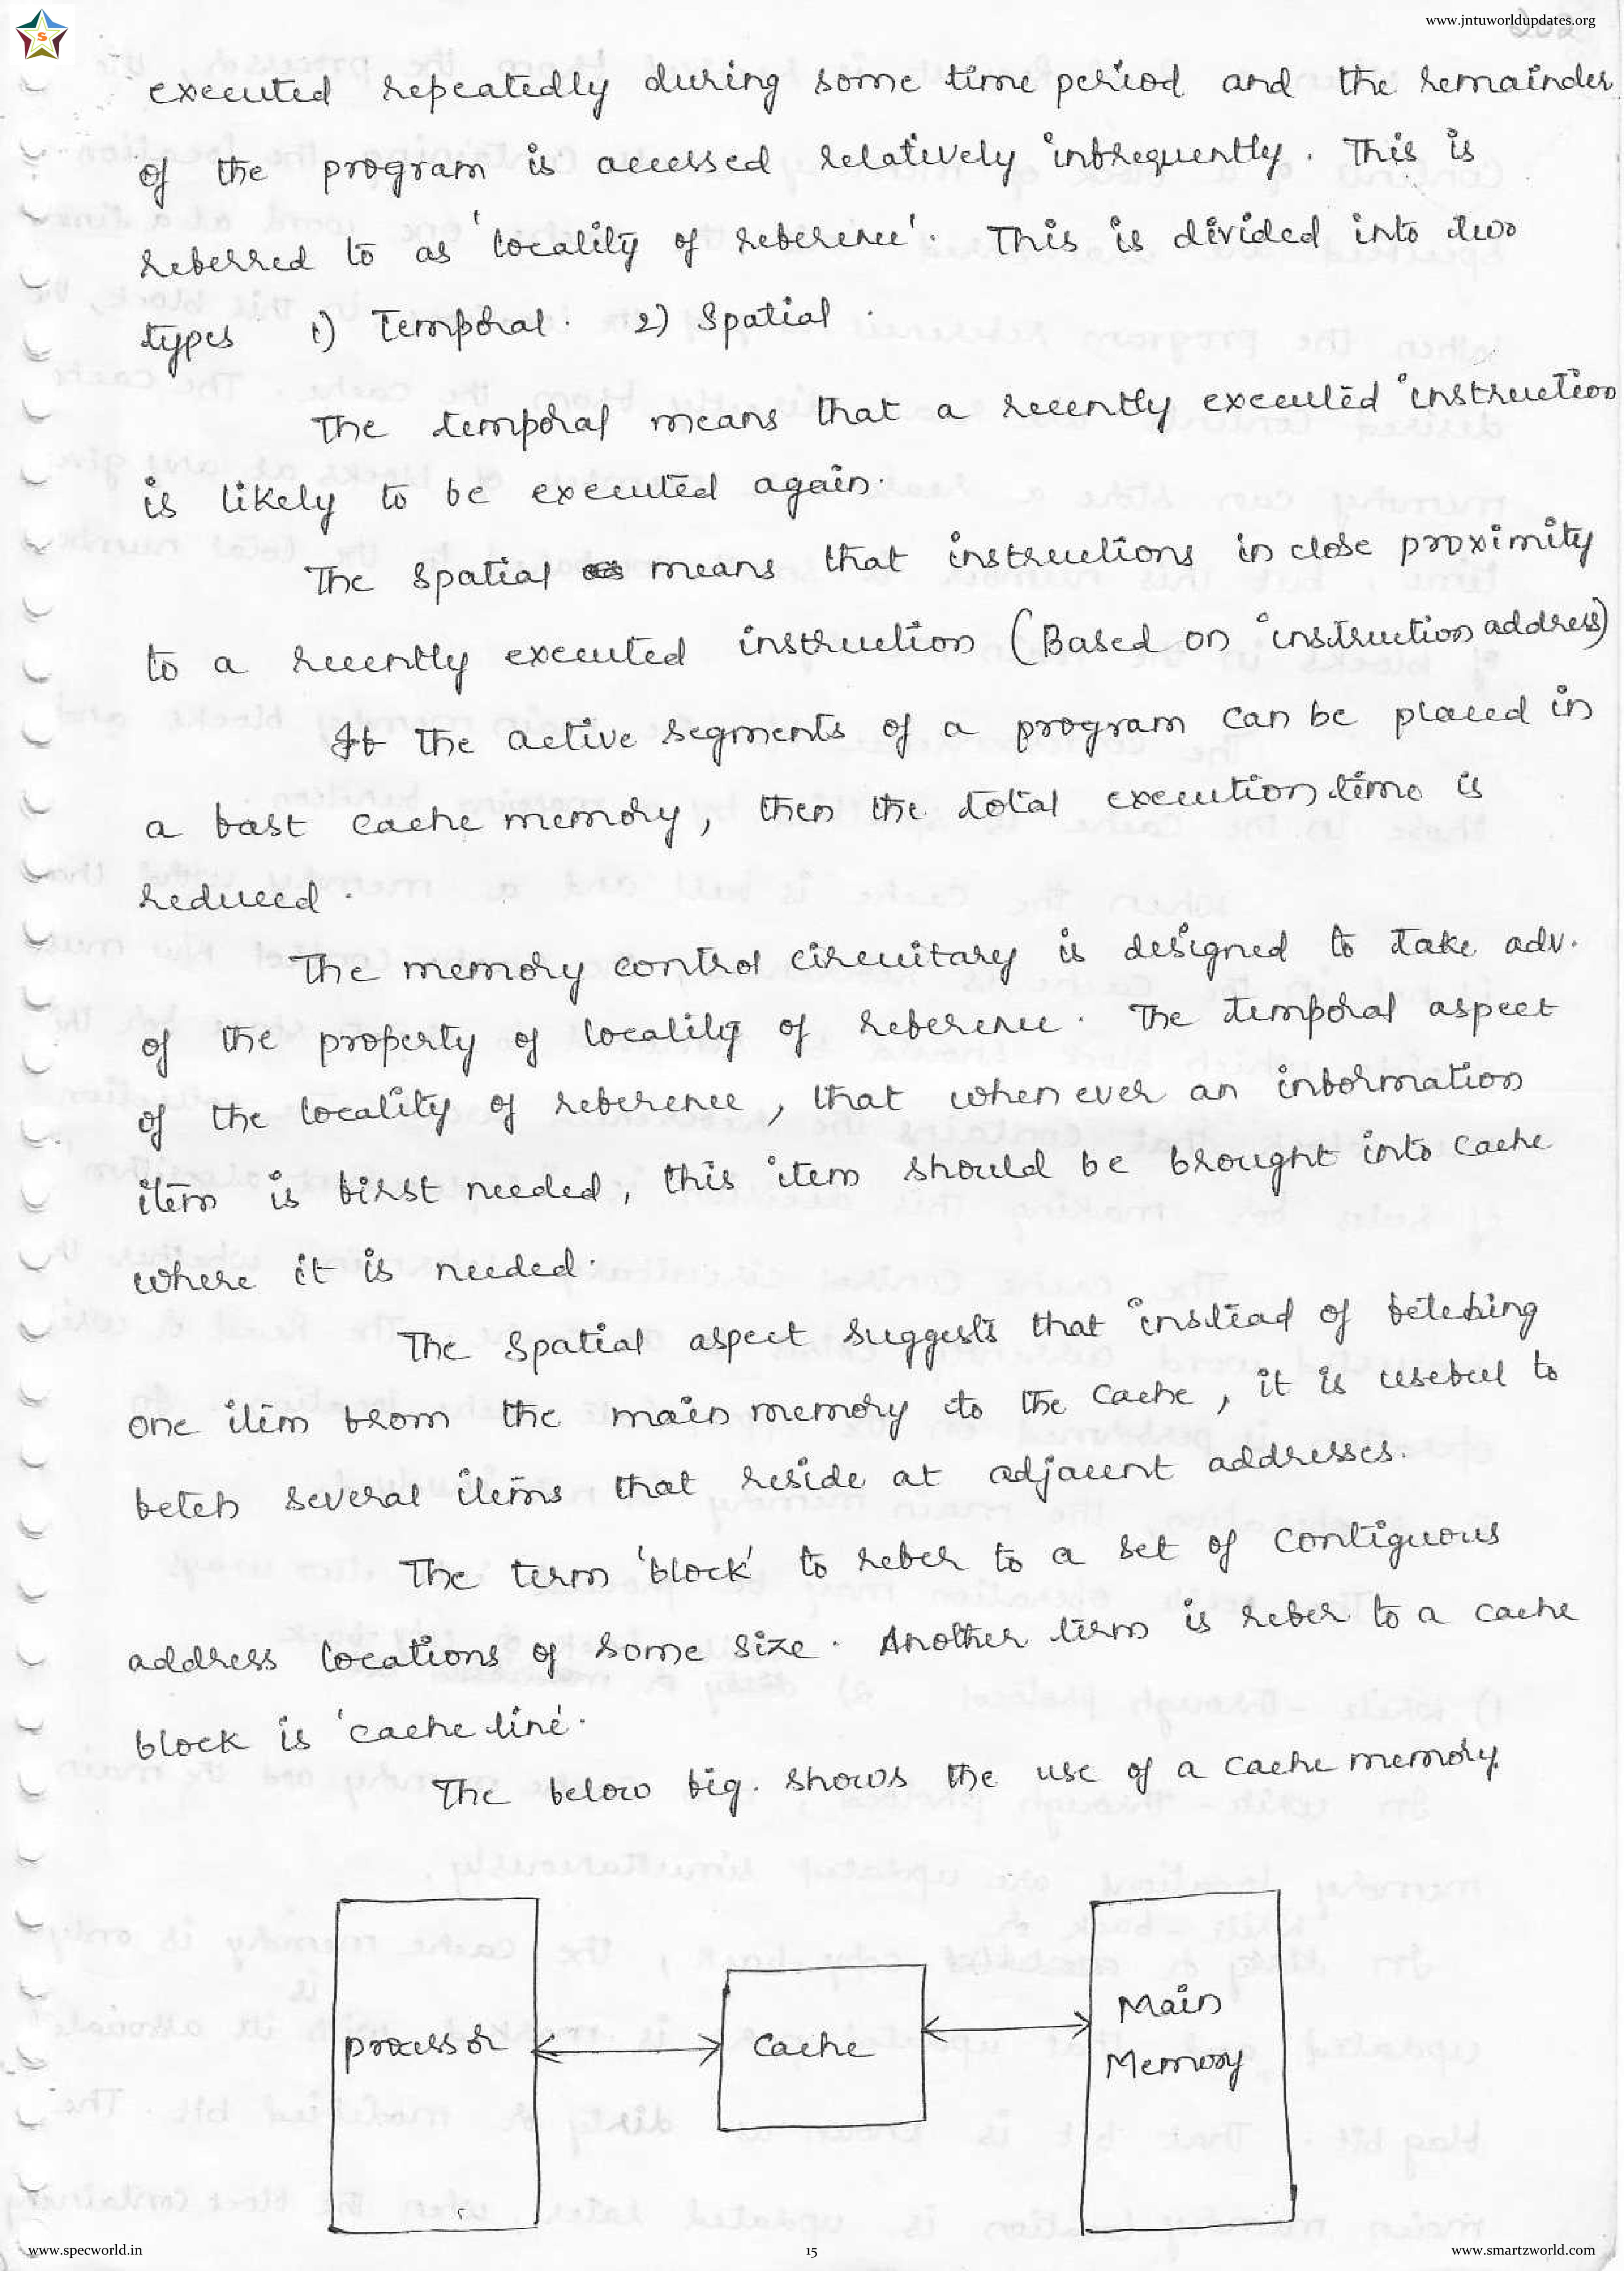 www.jntuworldupdates.org
executed repeatedly during some time period and the remainder
of the program is accessed relatively infrequently. This is
referred to as 'locality of reference'. This is divided into two
types 1) Temporal. 2) Spatial.
The temporal means that a recently executed instruction
is likely to be executed again.
The spatial means that instructions in close proximity
to a recently executed instruction (Based on instruction address)
If the active segments of a program can be placed in
a fast cache memory, then the total execution time is
reduced.
The memory control circuitary is designed to take adv.
of the property of locality of reference. The temporal aspect
of the locality of reference, that when ever an information
item is first needed, this item should be brought into cache
where it is needed.
The spatial aspect suggests that instead of fetching
one item from the main memory to the cache, it is useful to
fetch several items that reside at adjacent addresses.
The term 'block' to refer to a set of contiguous
address locations of some size. Another term is refer to a cache
block is 'cache line'.
The below fig. shows the use of a cache memory.
processor
cache
Main
Memory
www.specworld.in
15
www.smartzworld.com